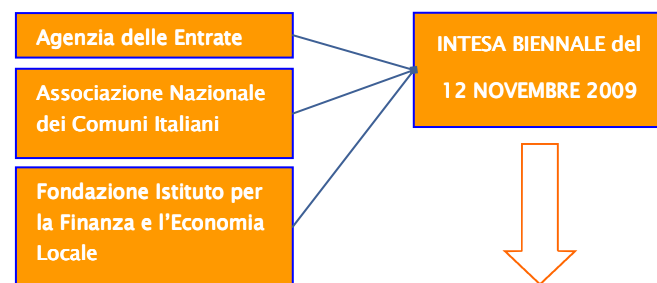 Agenzia delle Entrate
Associazione Nazionale
dei Comuni Italiani
Fondazione Istituto per
la Finanza e l'Economia
Locale
INTESA BIENNALE del
12 NOVEMBRE 2009